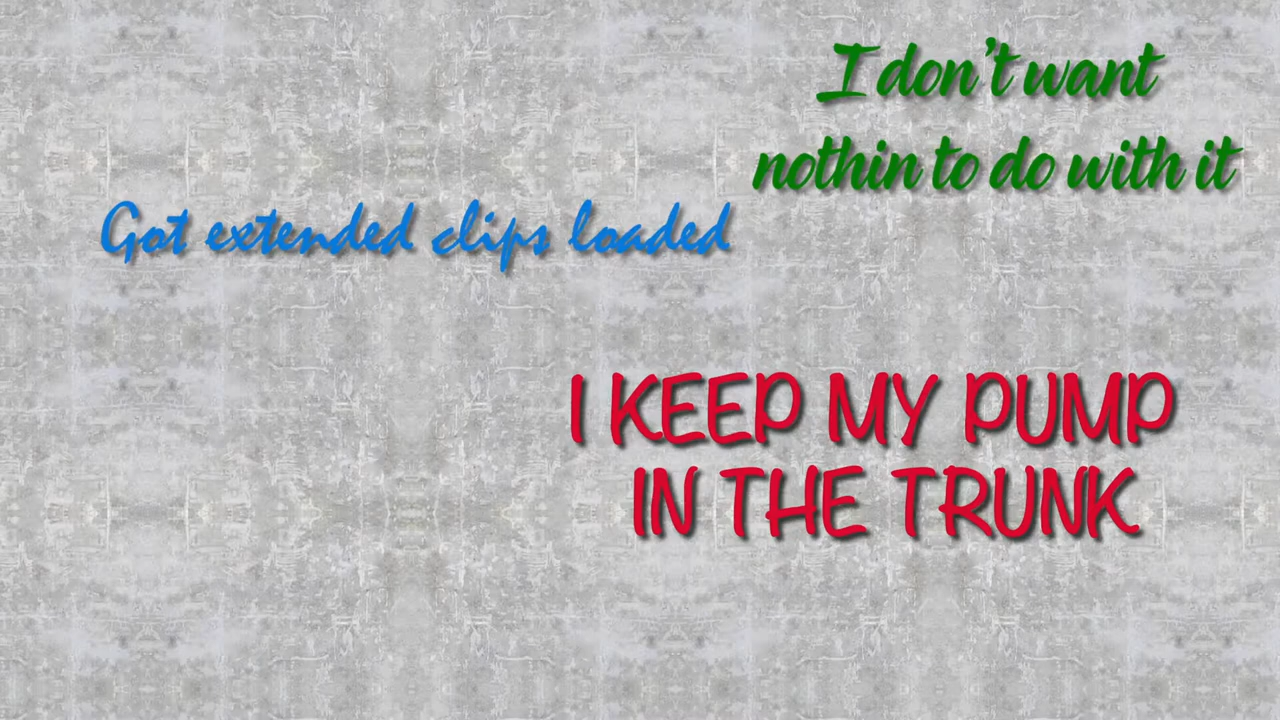 I don't want
nothin to do with it
Got extended clips loaded
I KEEP MY PUMP
IN THE TRUNK